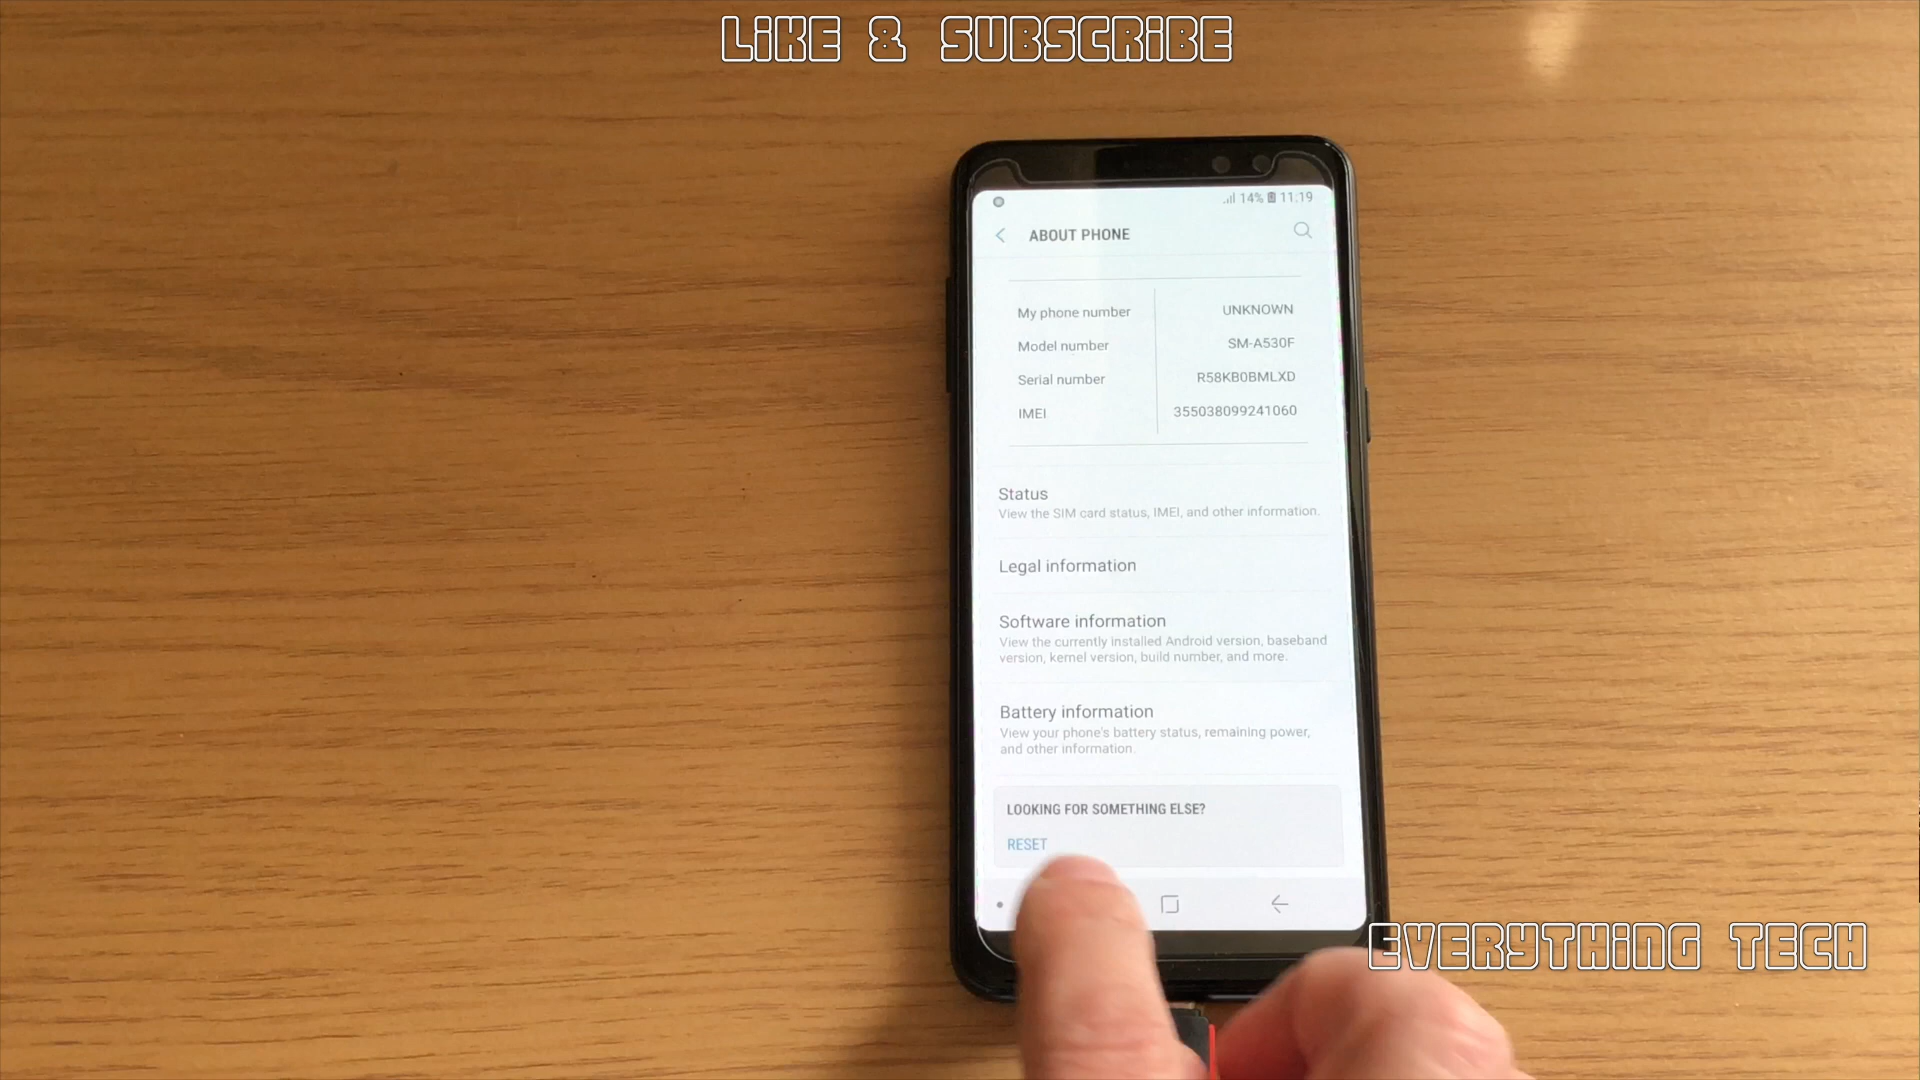 LIKE & SUBSCRIBE
14% 11:19
ABOUT PHONE
My phone number UNKNOWN
Model number SM-A530F
Serial number R58KB0BMLXD
IMEI 355038099241060
Status
View the SIM card status, IMEI, and other information.
Legal information
Software information
View the currently installed Android version, baseband
version, kernel version, build number, and more.
Battery information
View your phone's battery status, remaining power,
and other information.
LOOKING FOR SOMETHING ELSE?
RESET
EVERYTHING TECH